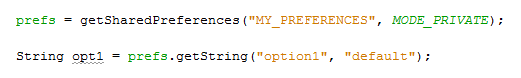 prefs = getSharedPreferences("MY_PREFERENCES", MODE_PRIVATE);
String opt1 = prefs.getString("option1", "default");